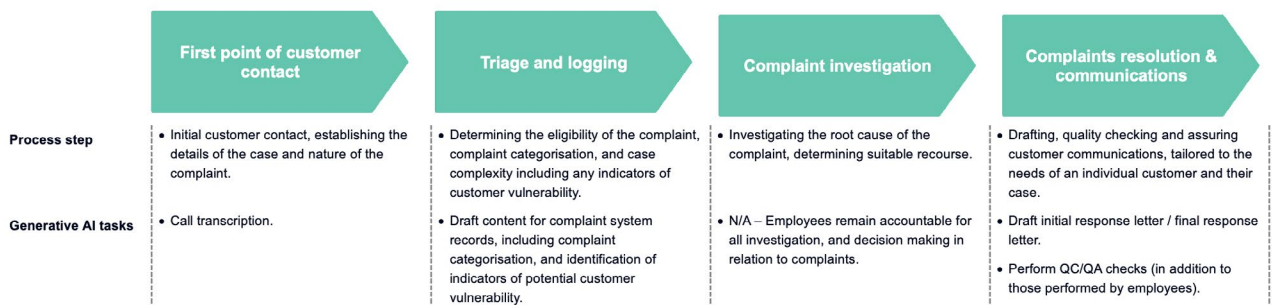 First point of customer
contact
Triage and logging
Complaint investigation
Complaints resolution &
communications
Process step
• Initial customer contact, establishing the
details of the case and nature of the
complaint.
• Determining the eligibility of the complaint,
complaint categorisation, and case
complexity including any indicators of
customer vulnerability.
• Investigating the root cause of the
complaint, determining suitable recourse.
• Drafting, quality checking and assuring
customer communications, tailored to the
needs of an individual customer and their
case.
Generative AI tasks
• Call transcription.
• Draft content for complaint system
records, including complaint
categorisation, and identification of
indicators of potential customer
vulnerability.
• N/A – Employees remain accountable for
all investigation, and decision making in
relation to complaints.
• Draft initial response letter / final response
letter.
• Perform QC/QA checks (in addition to
those performed by employees).